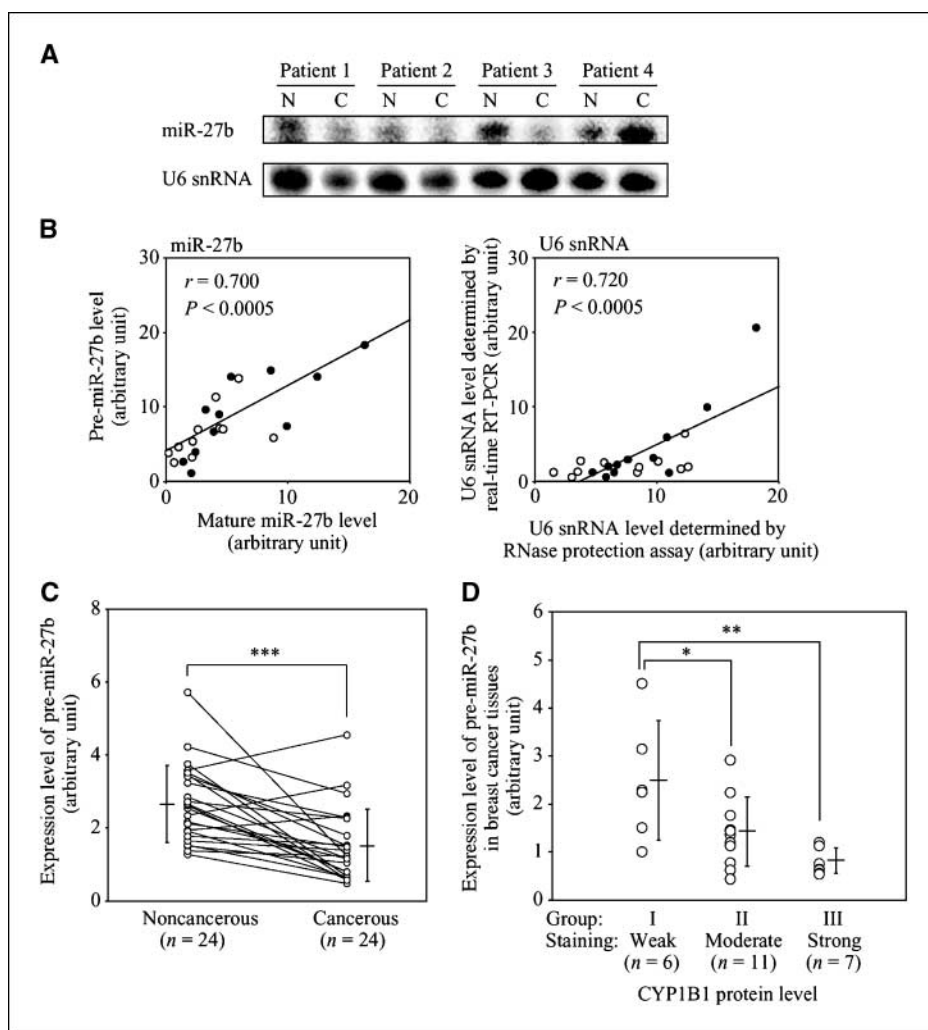 A
Patient 1 Patient 2 Patient 3 Patient 4
N C N C N C N C
miR-27b
U6 snRNA
B
miR-27b
30
20
10
0
r = 0.700
P < 0.0005
Pre-miR-27b level
(arbitrary unit)
0 10 20
Mature miR-27b level
(arbitrary unit)
U6 snRNA
30
20
10
0
r = 0.720
P < 0.0005
U6 snRNA level determined by
real-time RT-PCR (arbitrary unit)
0 10 20
U6 snRNA level determined by
RNase protection assay (arbitrary unit)
C
8
6
4
2
0
***
Expression level of pre-miR-27b
(arbitrary unit)
Noncancerous Cancerous
(n = 24) (n = 24)
D
6
5
4
3
2
1
0
**
*
Expression level of pre-miR-27b
in breast cancer tissues
(arbitrary unit)
Group: I II III
Staining: Weak Moderate Strong
(n = 6) (n = 11) (n = 7)
CYP1B1 protein level